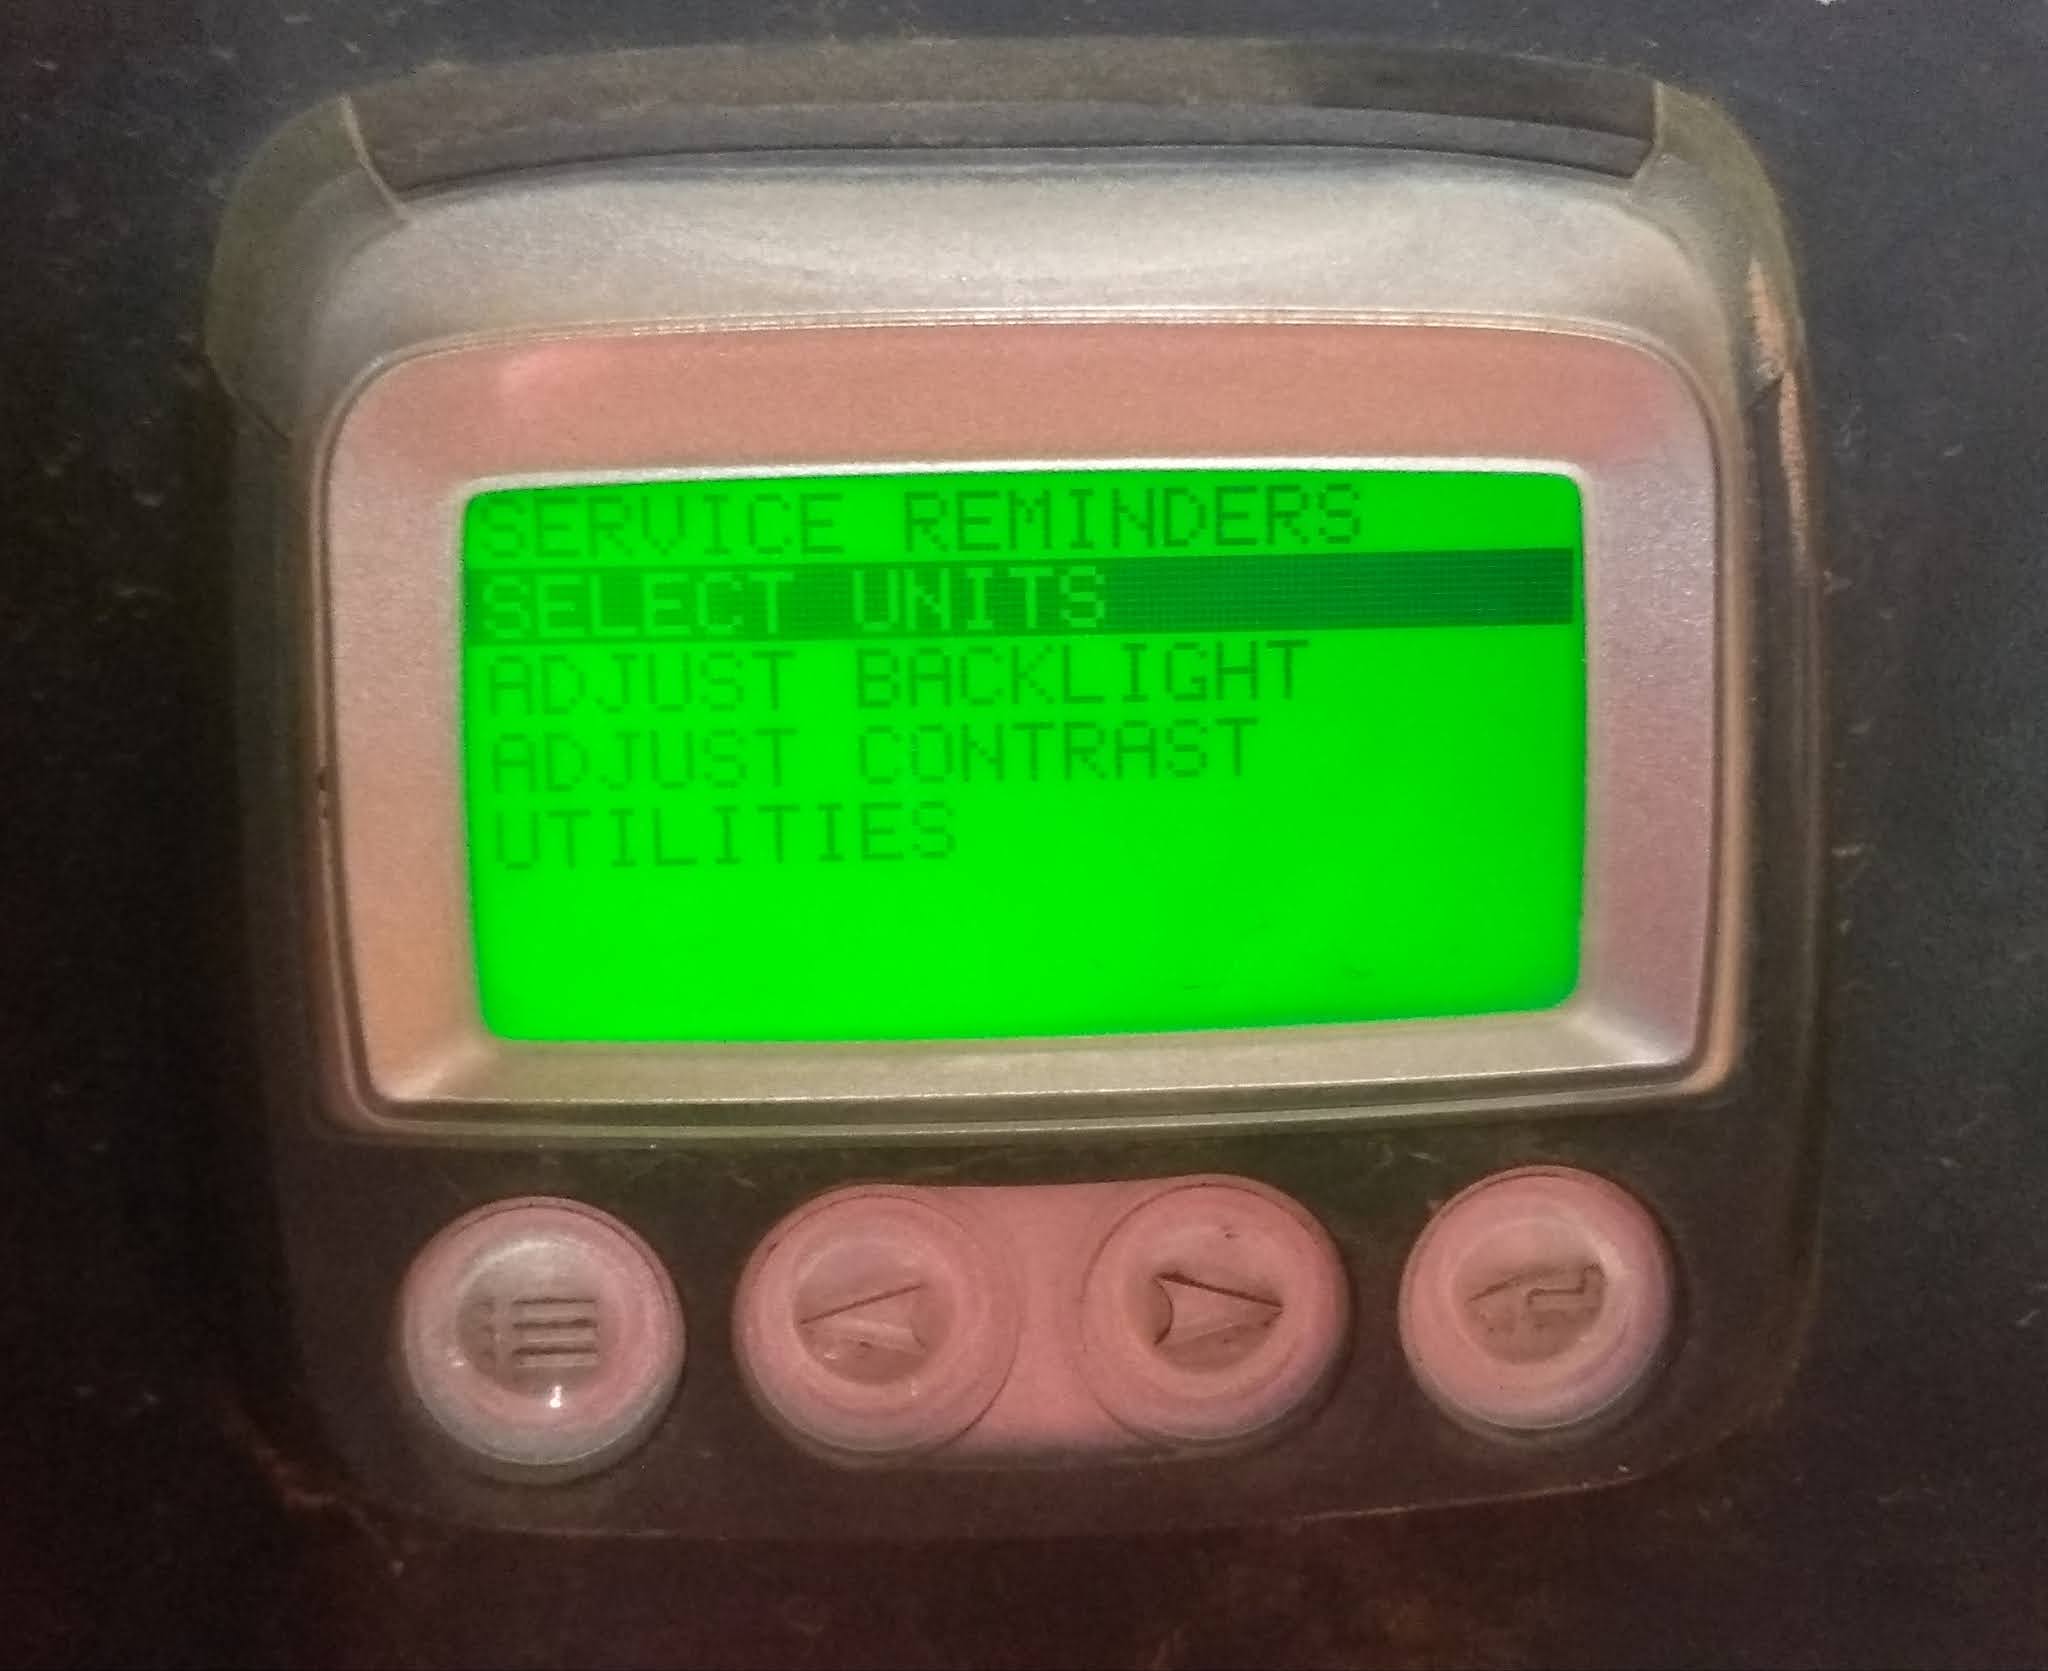 SERVICE REMINDERS
SELECT UNITS
ADJUST BACKLIGHT
ADJUST CONTRAST
UTILITIES